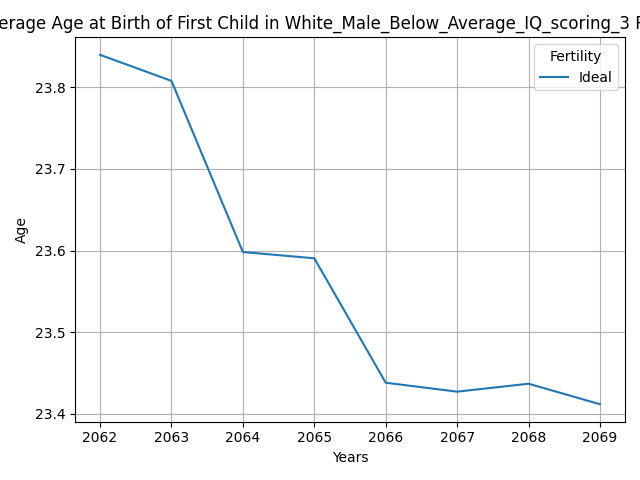 erage Age at Birth of First Child in White_Male_Below_Average_IQ_scoring_3
Fertility
Ideal
23.8
23.7
23.6
23.5
23.4
Age
2062 2063 2064 2065 2066 2067 2068 2069
Years